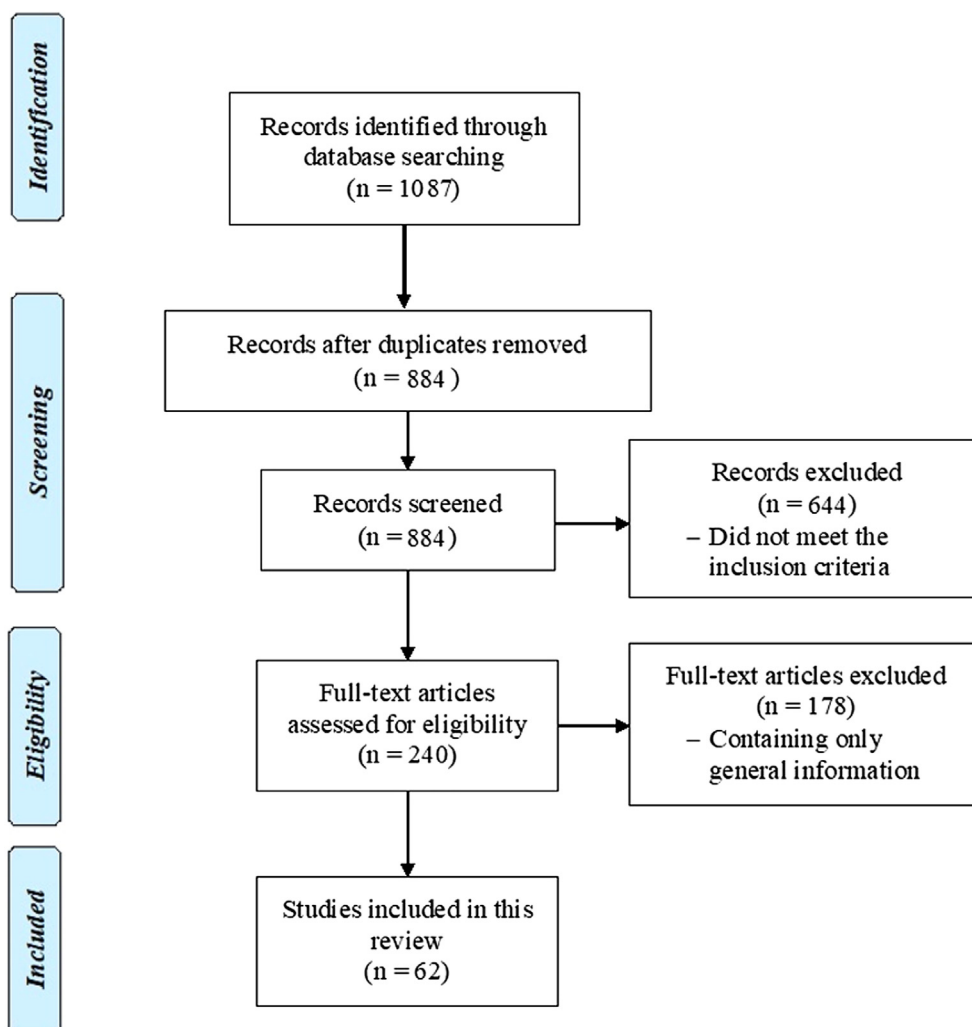 Identification
Records identified through
database searching
(n = 1087)
Screening
Records after duplicates removed
(n = 884 )
Records screened
(n = 884)
Records excluded
(n = 644)
– Did not meet the
inclusion criteria
Eligibility
Full-text articles
assessed for eligibility
(n = 240)
Full-text articles excluded
(n = 178)
– Containing only
general information
Included
Studies included in this
review
(n = 62)